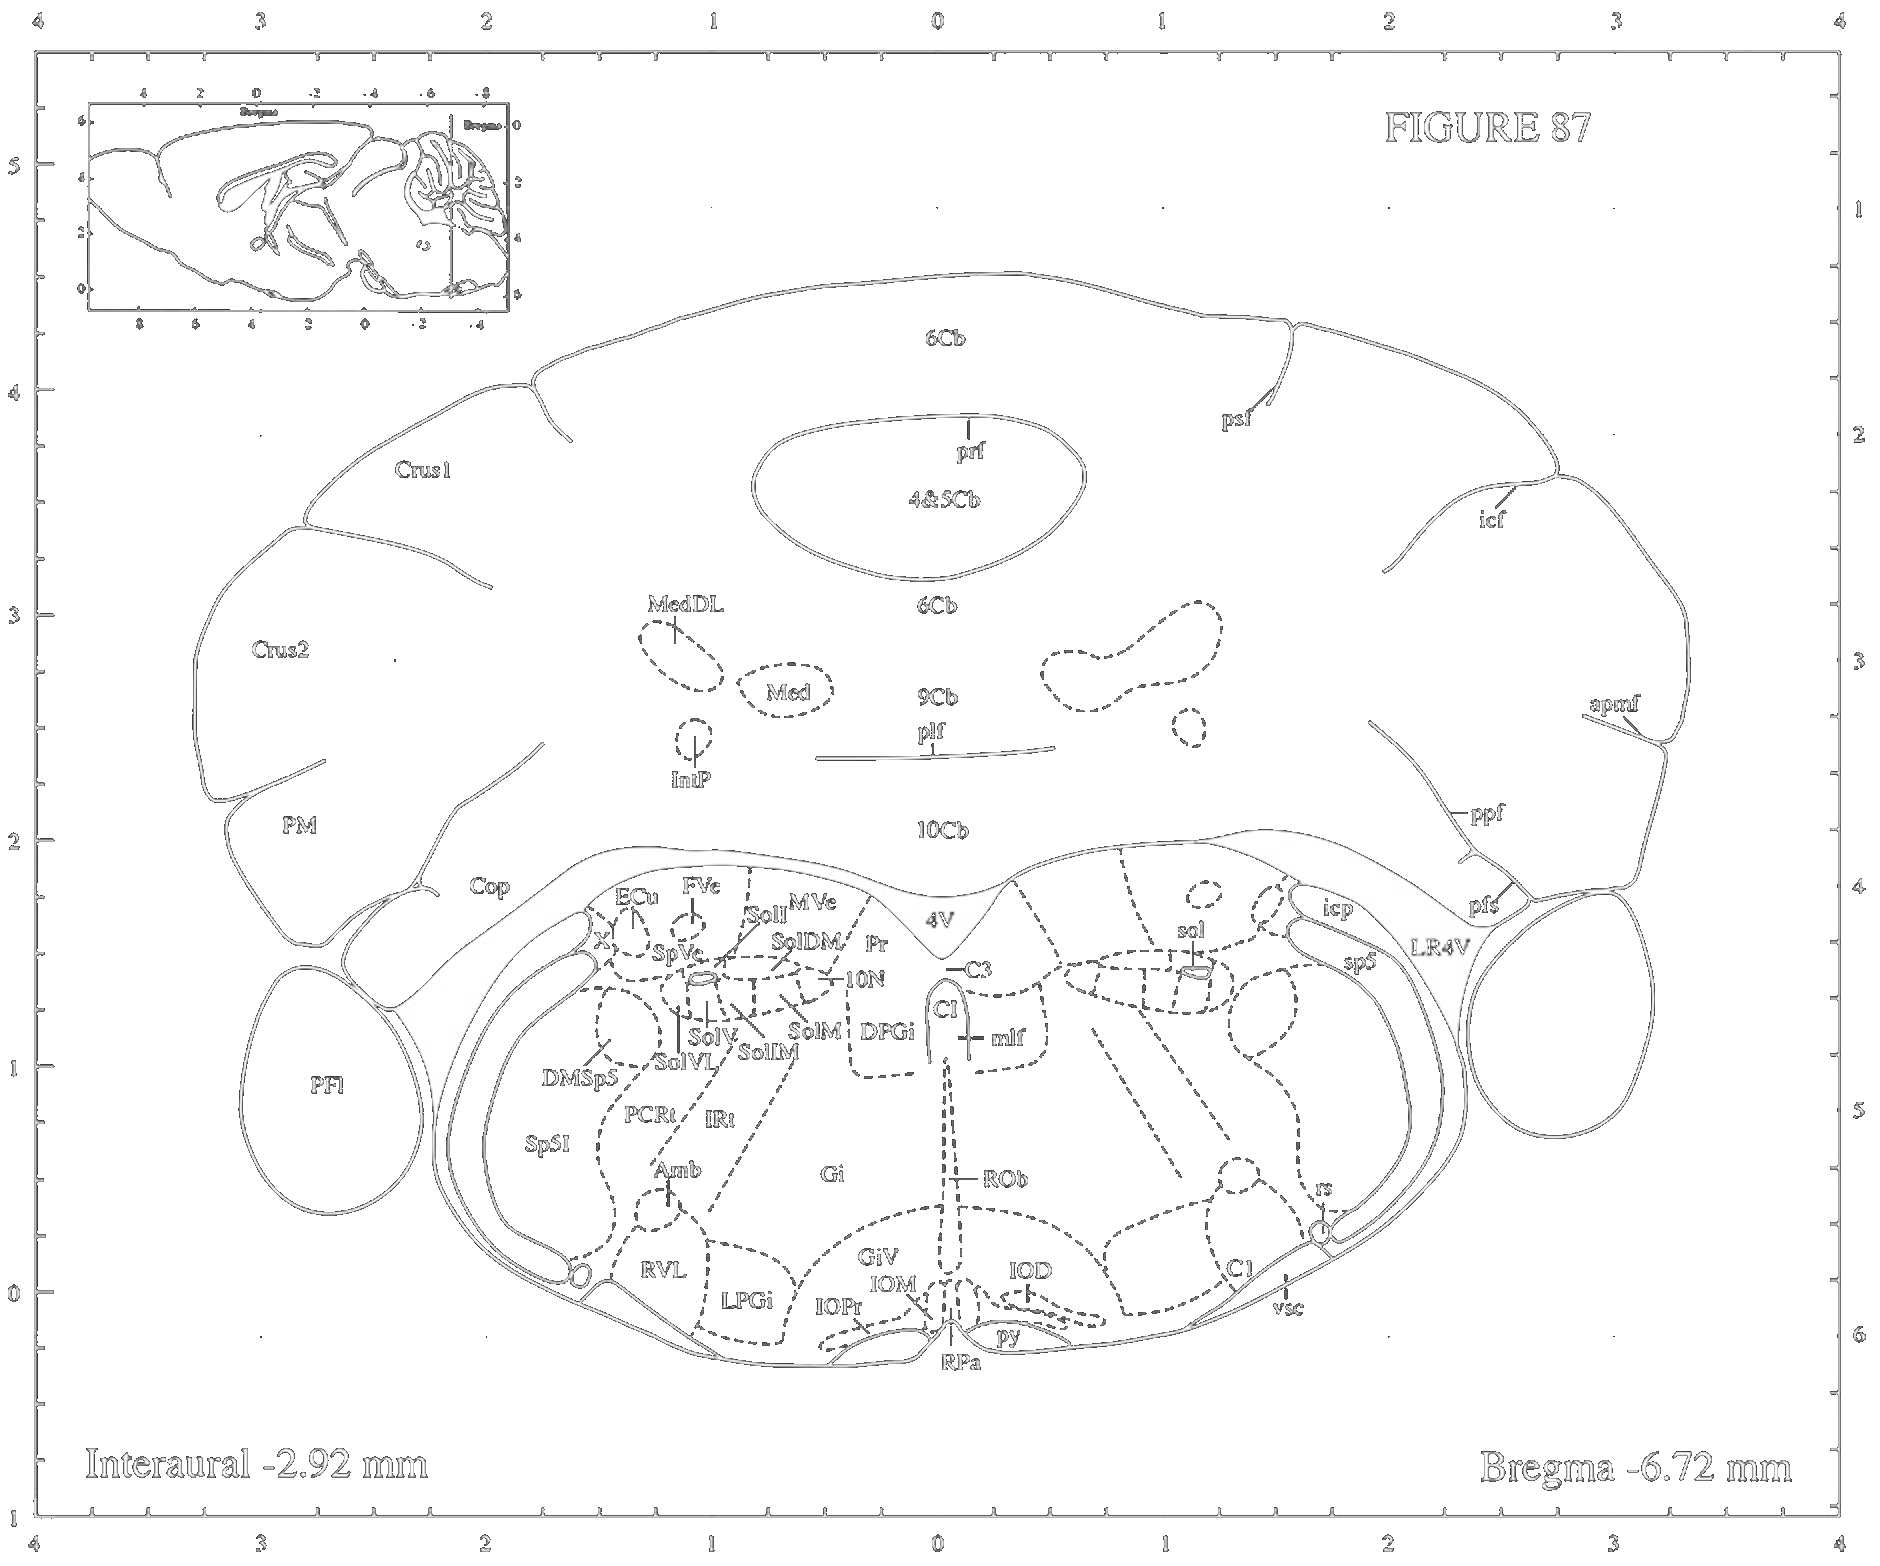 4 3 2 1 0 1 2 3 4
4 2 0 -2 -4 -6 -8
Bregma
Bregma
6 4 2 0
0 2 4 6
8 6 4 2 0 -2 -4
FIGURE 87
5
1
6Cb
4
psf
2
prf
Crus1
4&5Cb
icf
MedDL
6Cb
3
Crus2
3
Med
9Cb
apmf
plf
IntP
ppf
PM
10Cb
2
Cop
ECu
FVe
MVe
4
SolI
4V
icp
pfs
X
SpVe
SolDM
Pr
sol
LR4V
sp5
10N
C3
CI
SolV
SolM
DPGi
mlf
SolVL
SolIM
1
DMSp5
PFl
PCRt
IRt
5
Sp5I
Amb
Gi
ROb
rs
GiV
RVL
IOM
IOD
C1
0
LPGi
IOPr
vsc
py
6
RPa
Interaural -2.92 mm
Bregma -6.72 mm
1
4 3 2 1 0 1 2 3 4